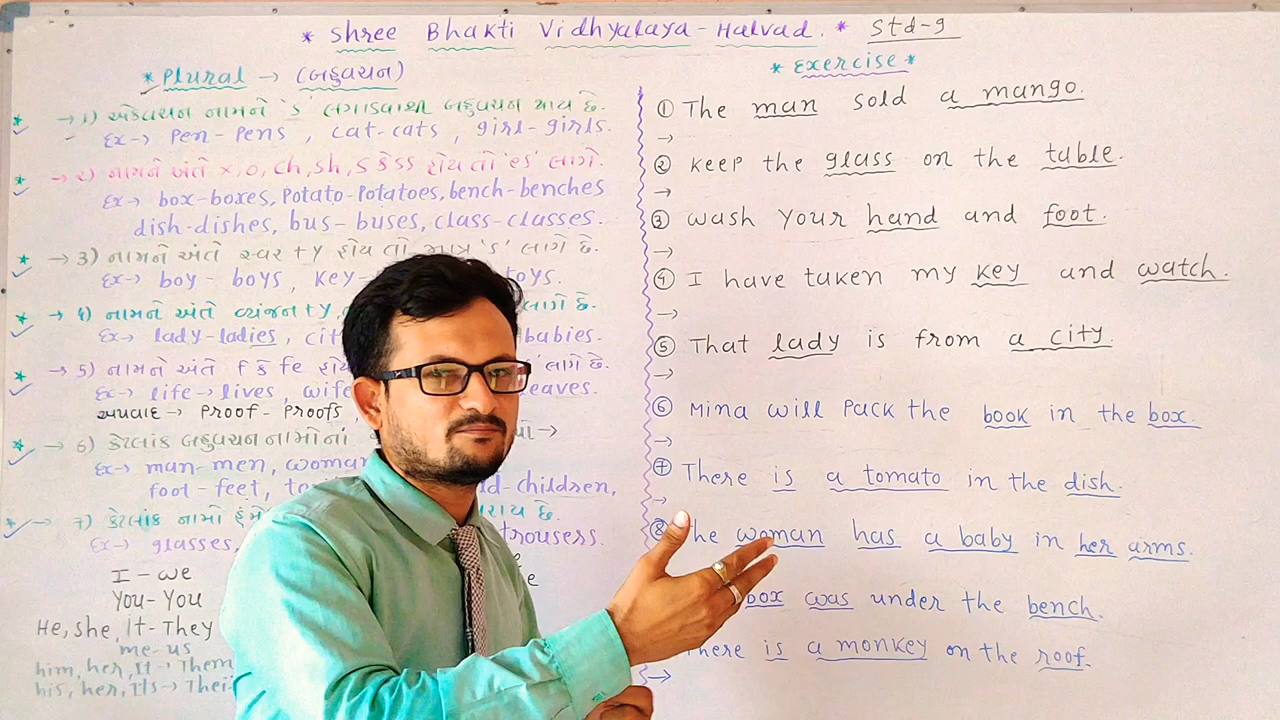 * Shree Bhakti Vidhyalaya-Halvad. * Std-9
* Plural → (બહુવચન)
* → 1) એકવચન નામને 's' લગાડવાથી બહુવચન થાય છે.
Ex → Pen-Pens, cat-cats, girl-girls.
* → 2) નામને અંતે x, o, ch, sh, s કે ss હોય તો 'es' લાગે.
Ex → box-boxes, Potato-Potatoes, bench-benches
dish-dishes, bus-buses, class-classes.
* → 3) નામને અંતે સ્વર +y હોય તો માત્ર 's' લાગે છે.
Ex → boy-boys, key- toys.
* → 4) નામને અંતે વ્યંજન +y, લાગે છે.
Ex → lady-ladies, cit babies.
* → 5) નામને અંતે f કે fe હોય લાગે છે.
Ex → life → lives, wife eaves.
અપવાદ → Proof-Proofs
* → 6) કેટલાંક બહુવચન નામોનાં →
Ex → man-men, woman d-children,
foot-feet,
* → 7) કેટલાંક નામો હંમે રાય છે.
Ex → glasses, trousers.
I-we
You-You
He, she, It-They
me-us
him, her, It → Them
his, her, Its → Thei
* Exercise *
① The man sold a mango.
→
② Keep the glass on the table.
→
③ wash your hand and foot.
→
④ I have taken my key and watch.
→
⑤ That lady is from a city.
→
⑥ Mina will Pack the book in the box.
→
⑦ There is a tomato in the dish.
→
⑧ The woman has a baby in her arms.
box was under the bench.
here is a monkey on the roof.
→